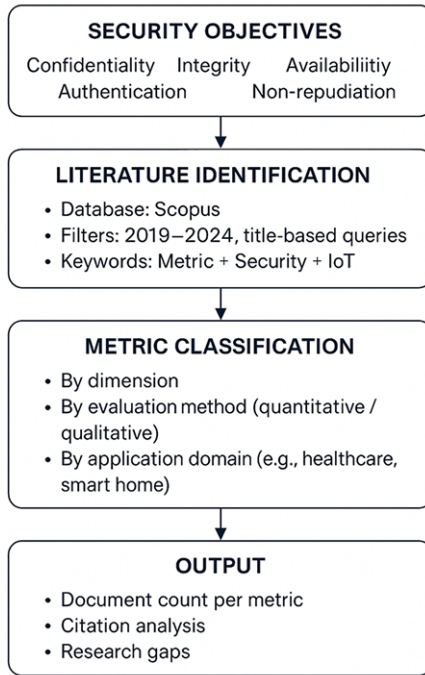 SECURITY OBJECTIVES
Confidentiality Integrity Availabiliitiy
Authentication Non-repudiation
LITERATURE IDENTIFICATION
• Database: Scopus
• Filters: 2019–2024, title-based queries
• Keywords: Metric + Security + IoT
METRIC CLASSIFICATION
• By dimension
• By evaluation method (quantitative /
qualitative)
• By application domain (e.g., healthcare,
smart home)
OUTPUT
• Document count per metric
• Citation analysis
• Research gaps